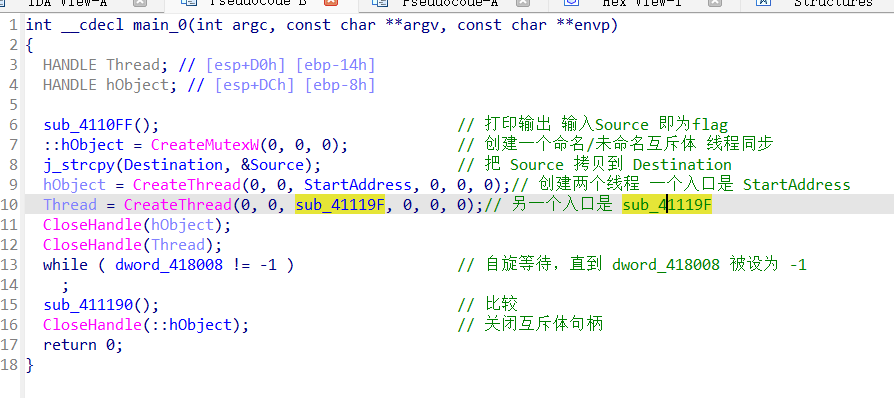 IDA View-A Pseudocode-B Pseudocode-A Hex View-1 Structures
1 int __cdecl main_0(int argc, const char **argv, const char **envp)
2 {
3 HANDLE Thread; // [esp+D0h] [ebp-14h]
4 HANDLE hObject; // [esp+DCh] [ebp-8h]
5
6 sub_4110FF(); // 打印输出 输入Source 即为flag
7 ::hObject = CreateMutexW(0, 0, 0); // 创建一个命名/未命名互斥体 线程同步
8 j_strcpy(Destination, &Source); // 把 Source 拷贝到 Destination
9 hObject = CreateThread(0, 0, StartAddress, 0, 0, 0);// 创建两个线程 一个入口是 StartAddress
10 Thread = CreateThread(0, 0, sub_41119F, 0, 0, 0);// 另一个入口是 sub_41119F
11 CloseHandle(hObject);
12 CloseHandle(Thread);
13 while ( dword_418008 != -1 ) // 自旋等待，直到 dword_418008 被设为 -1
14 ;
15 sub_411190(); // 比较
16 CloseHandle(::hObject); // 关闭互斥体句柄
17 return 0;
18 }